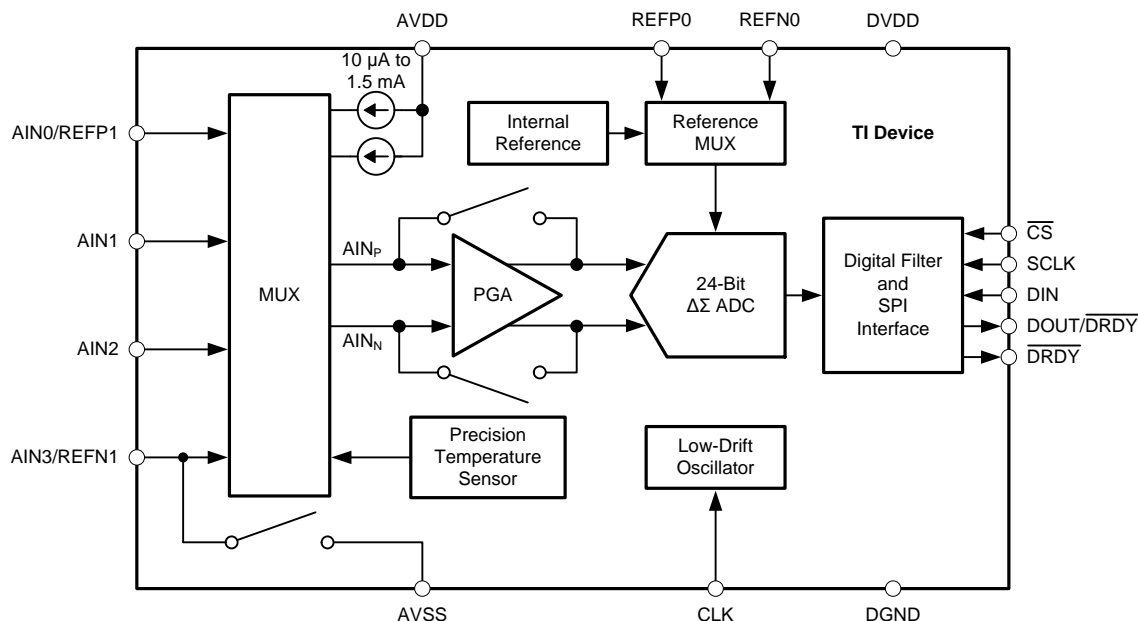 AVDD
REFP0
REFN0
DVDD
10 µA to
1.5 mA
AIN0/REFP1
Internal
Reference
Reference
MUX
TI Device
AIN1
AINP
MUX
PGA
24-Bit
ΔΣ ADC
Digital Filter
and
SPI
Interface
CS
SCLK
DIN
DOUT/DRDY
DRDY
AINN
AIN2
AIN3/REFN1
Precision
Temperature
Sensor
Low-Drift
Oscillator
AVSS
CLK
DGND